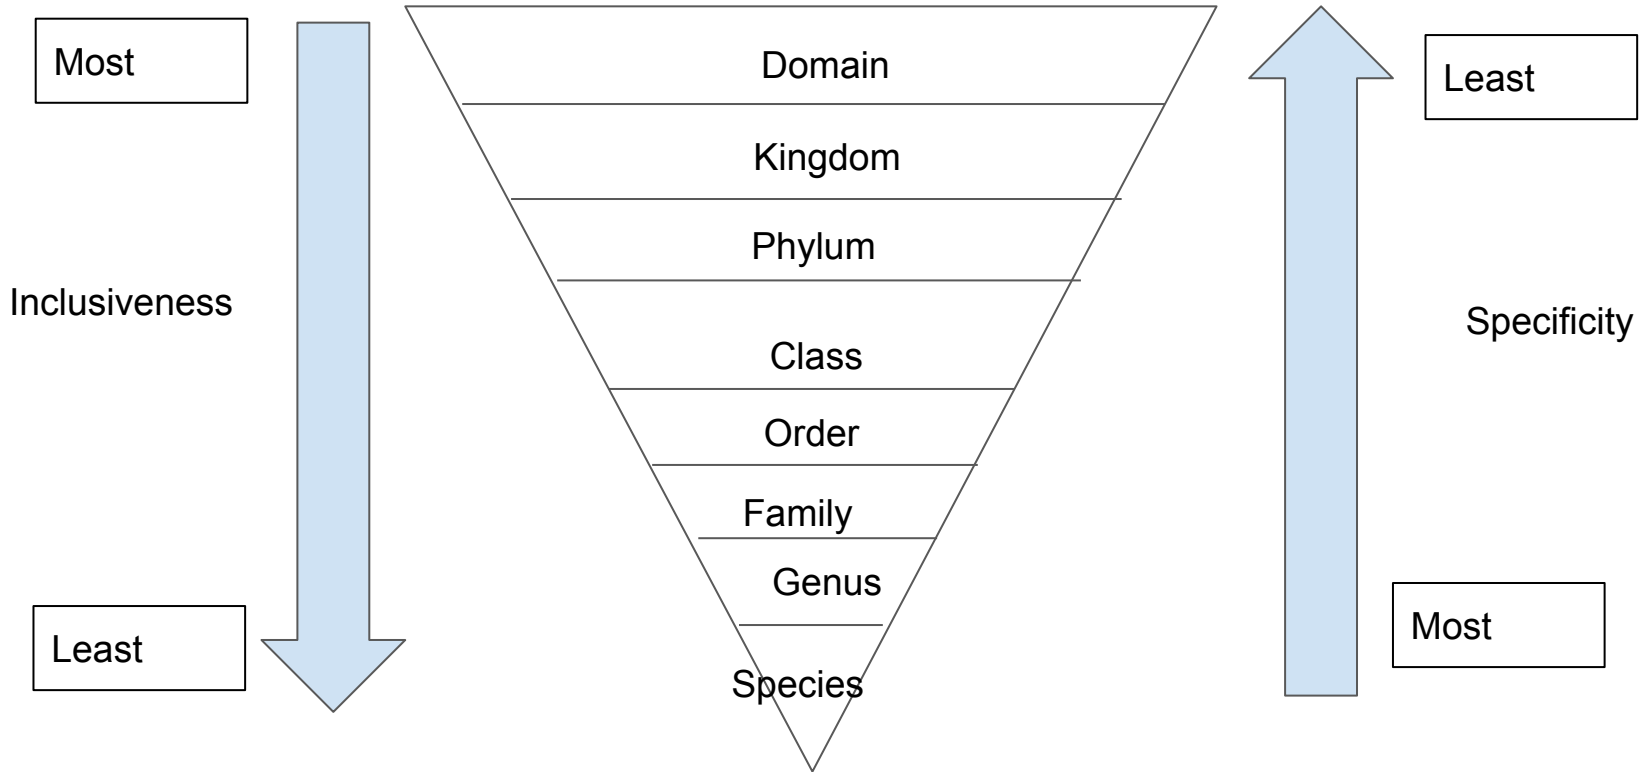 Most
Domain
Least
Kingdom
Phylum
Inclusiveness
Specificity
Class
Order
Family
Genus
Most
Least
Species